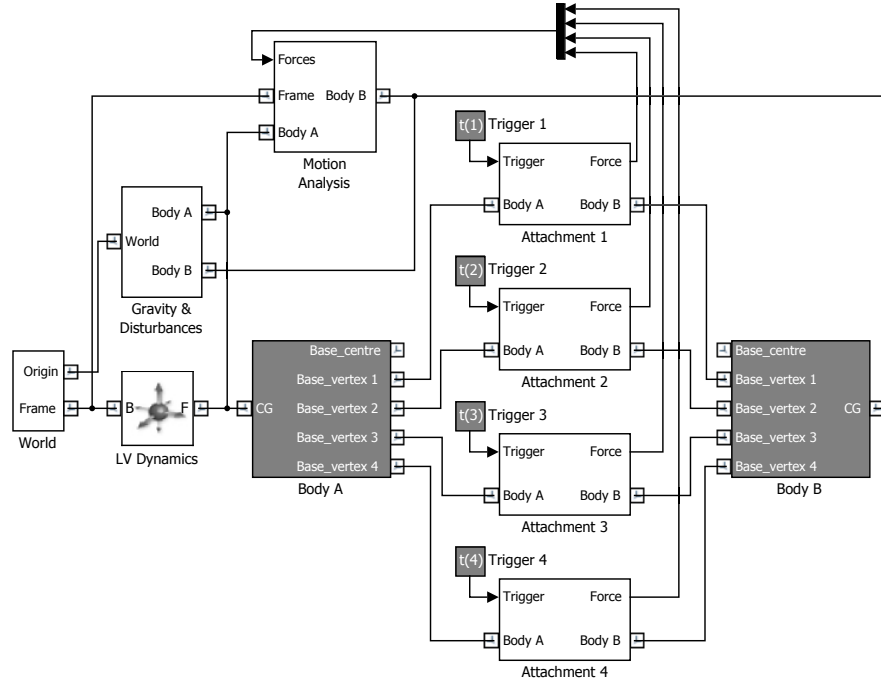 Forces
Frame
Body B
Body A
Motion
Analysis
t(1)
Trigger 1
Trigger
Force
Body A
Body B
Attachment 1
Body A
World
Body B
Gravity &
Disturbances
t(2)
Trigger 2
Trigger
Force
Body A
Body B
Attachment 2
Origin
Frame
World
B
F
LV Dynamics
Base_centre
Base_vertex 1
CG
Base_vertex 2
Base_vertex 3
Base_vertex 4
Body A
t(3)
Trigger 3
Trigger
Force
Body A
Body B
Attachment 3
Base_centre
Base_vertex 1
Base_vertex 2
CG
Base_vertex 3
Base_vertex 4
Body B
t(4)
Trigger 4
Trigger
Force
Body A
Body B
Attachment 4